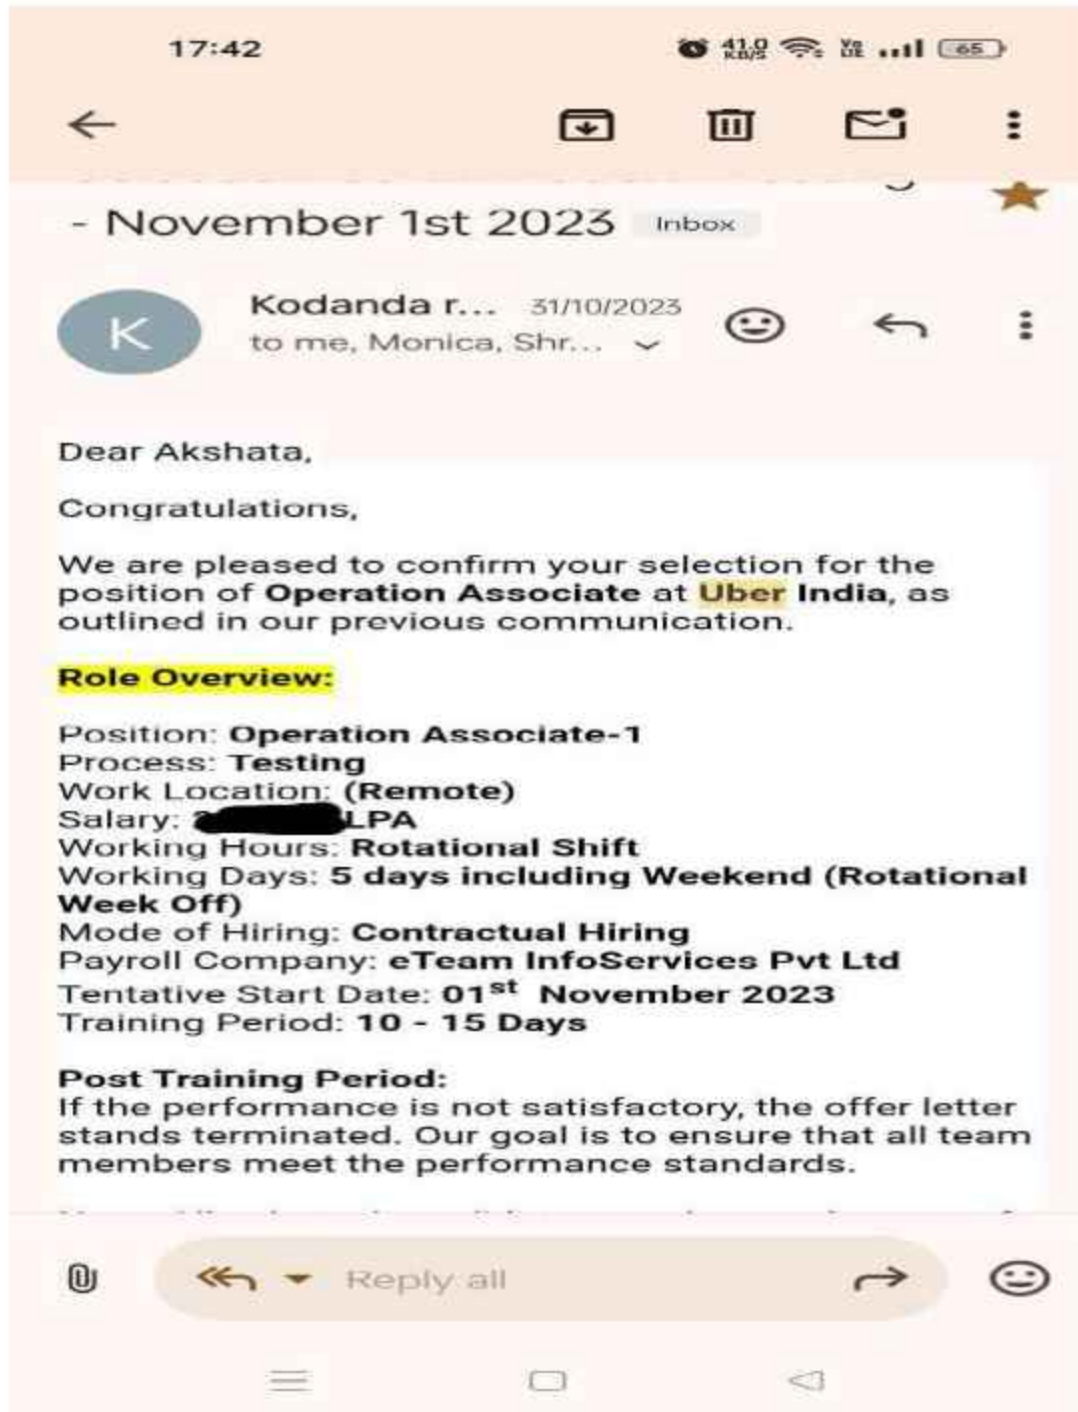 17:42
41.0 KB/S Vo LTE 65
- November 1st 2023 Inbox
Kodanda r... 31/10/2023
K
to me, Monica, Shr...
Dear Akshata,
Congratulations,
We are pleased to confirm your selection for the
position of Operation Associate at Uber India, as
outlined in our previous communication.
Role Overview:
Position: Operation Associate-1
Process: Testing
Work Location: (Remote)
Salary: LPA
Working Hours: Rotational Shift
Working Days: 5 days including Weekend (Rotational
Week Off)
Mode of Hiring: Contractual Hiring
Payroll Company: eTeam InfoServices Pvt Ltd
Tentative Start Date: 01st November 2023
Training Period: 10 - 15 Days
Post Training Period:
If the performance is not satisfactory, the offer letter
stands terminated. Our goal is to ensure that all team
members meet the performance standards.
Reply all